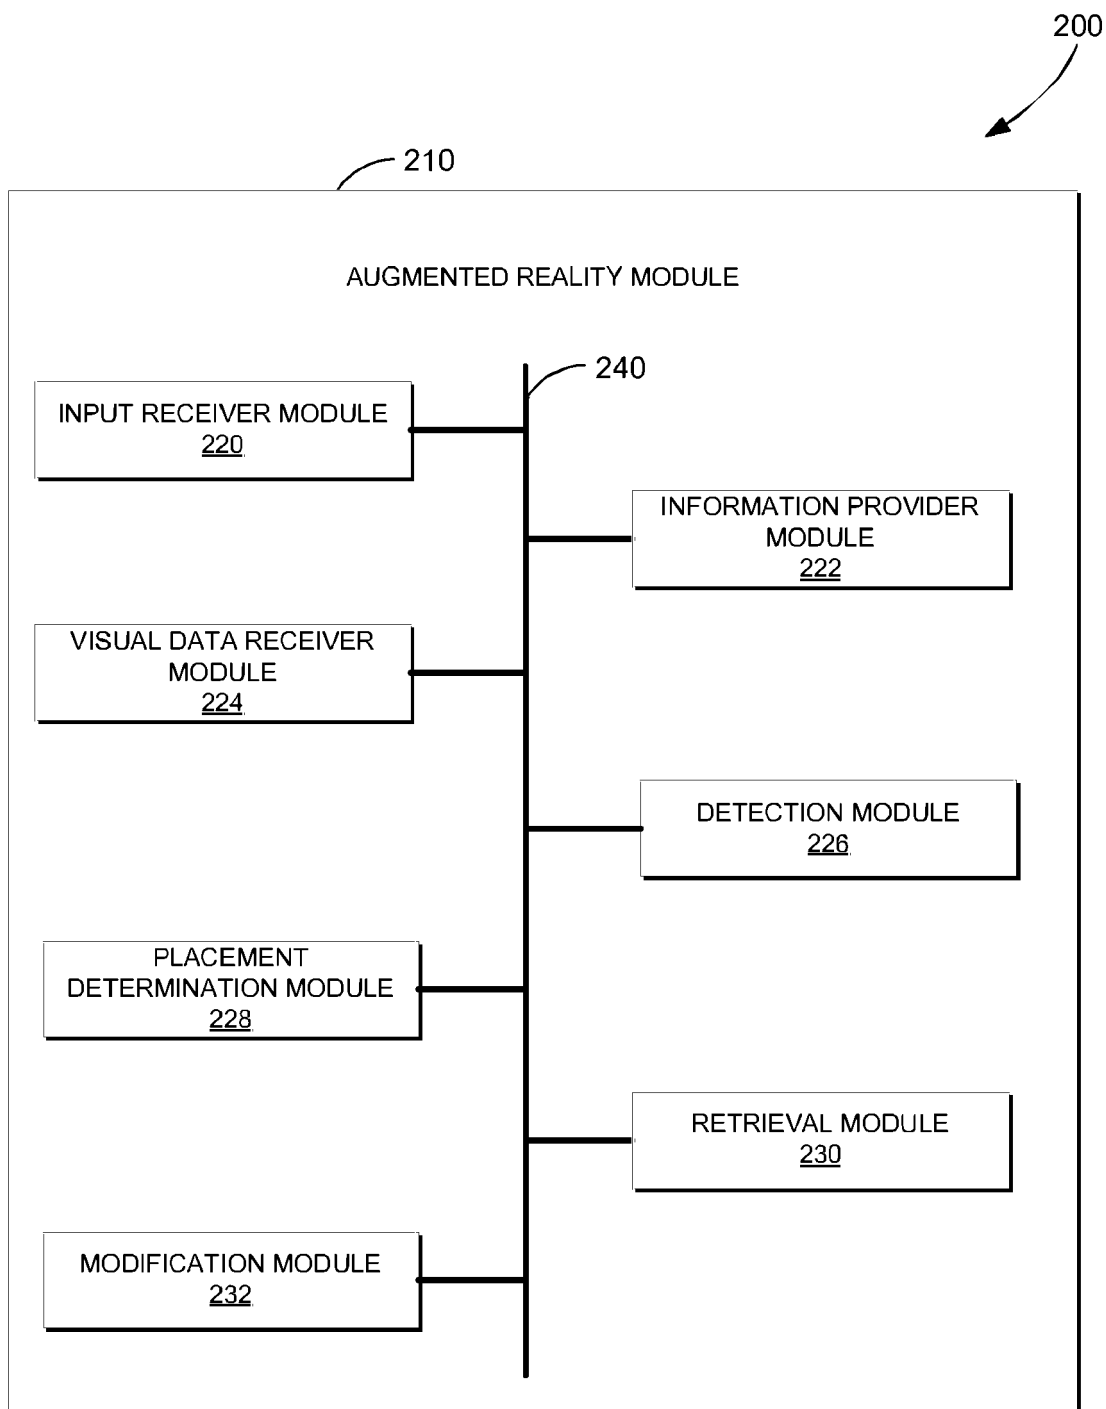 200
210
AUGMENTED REALITY MODULE
240
INPUT RECEIVER MODULE
220
INFORMATION PROVIDER
MODULE
222
VISUAL DATA RECEIVER
MODULE
224
DETECTION MODULE
226
PLACEMENT
DETERMINATION MODULE
228
RETRIEVAL MODULE
230
MODIFICATION MODULE
232